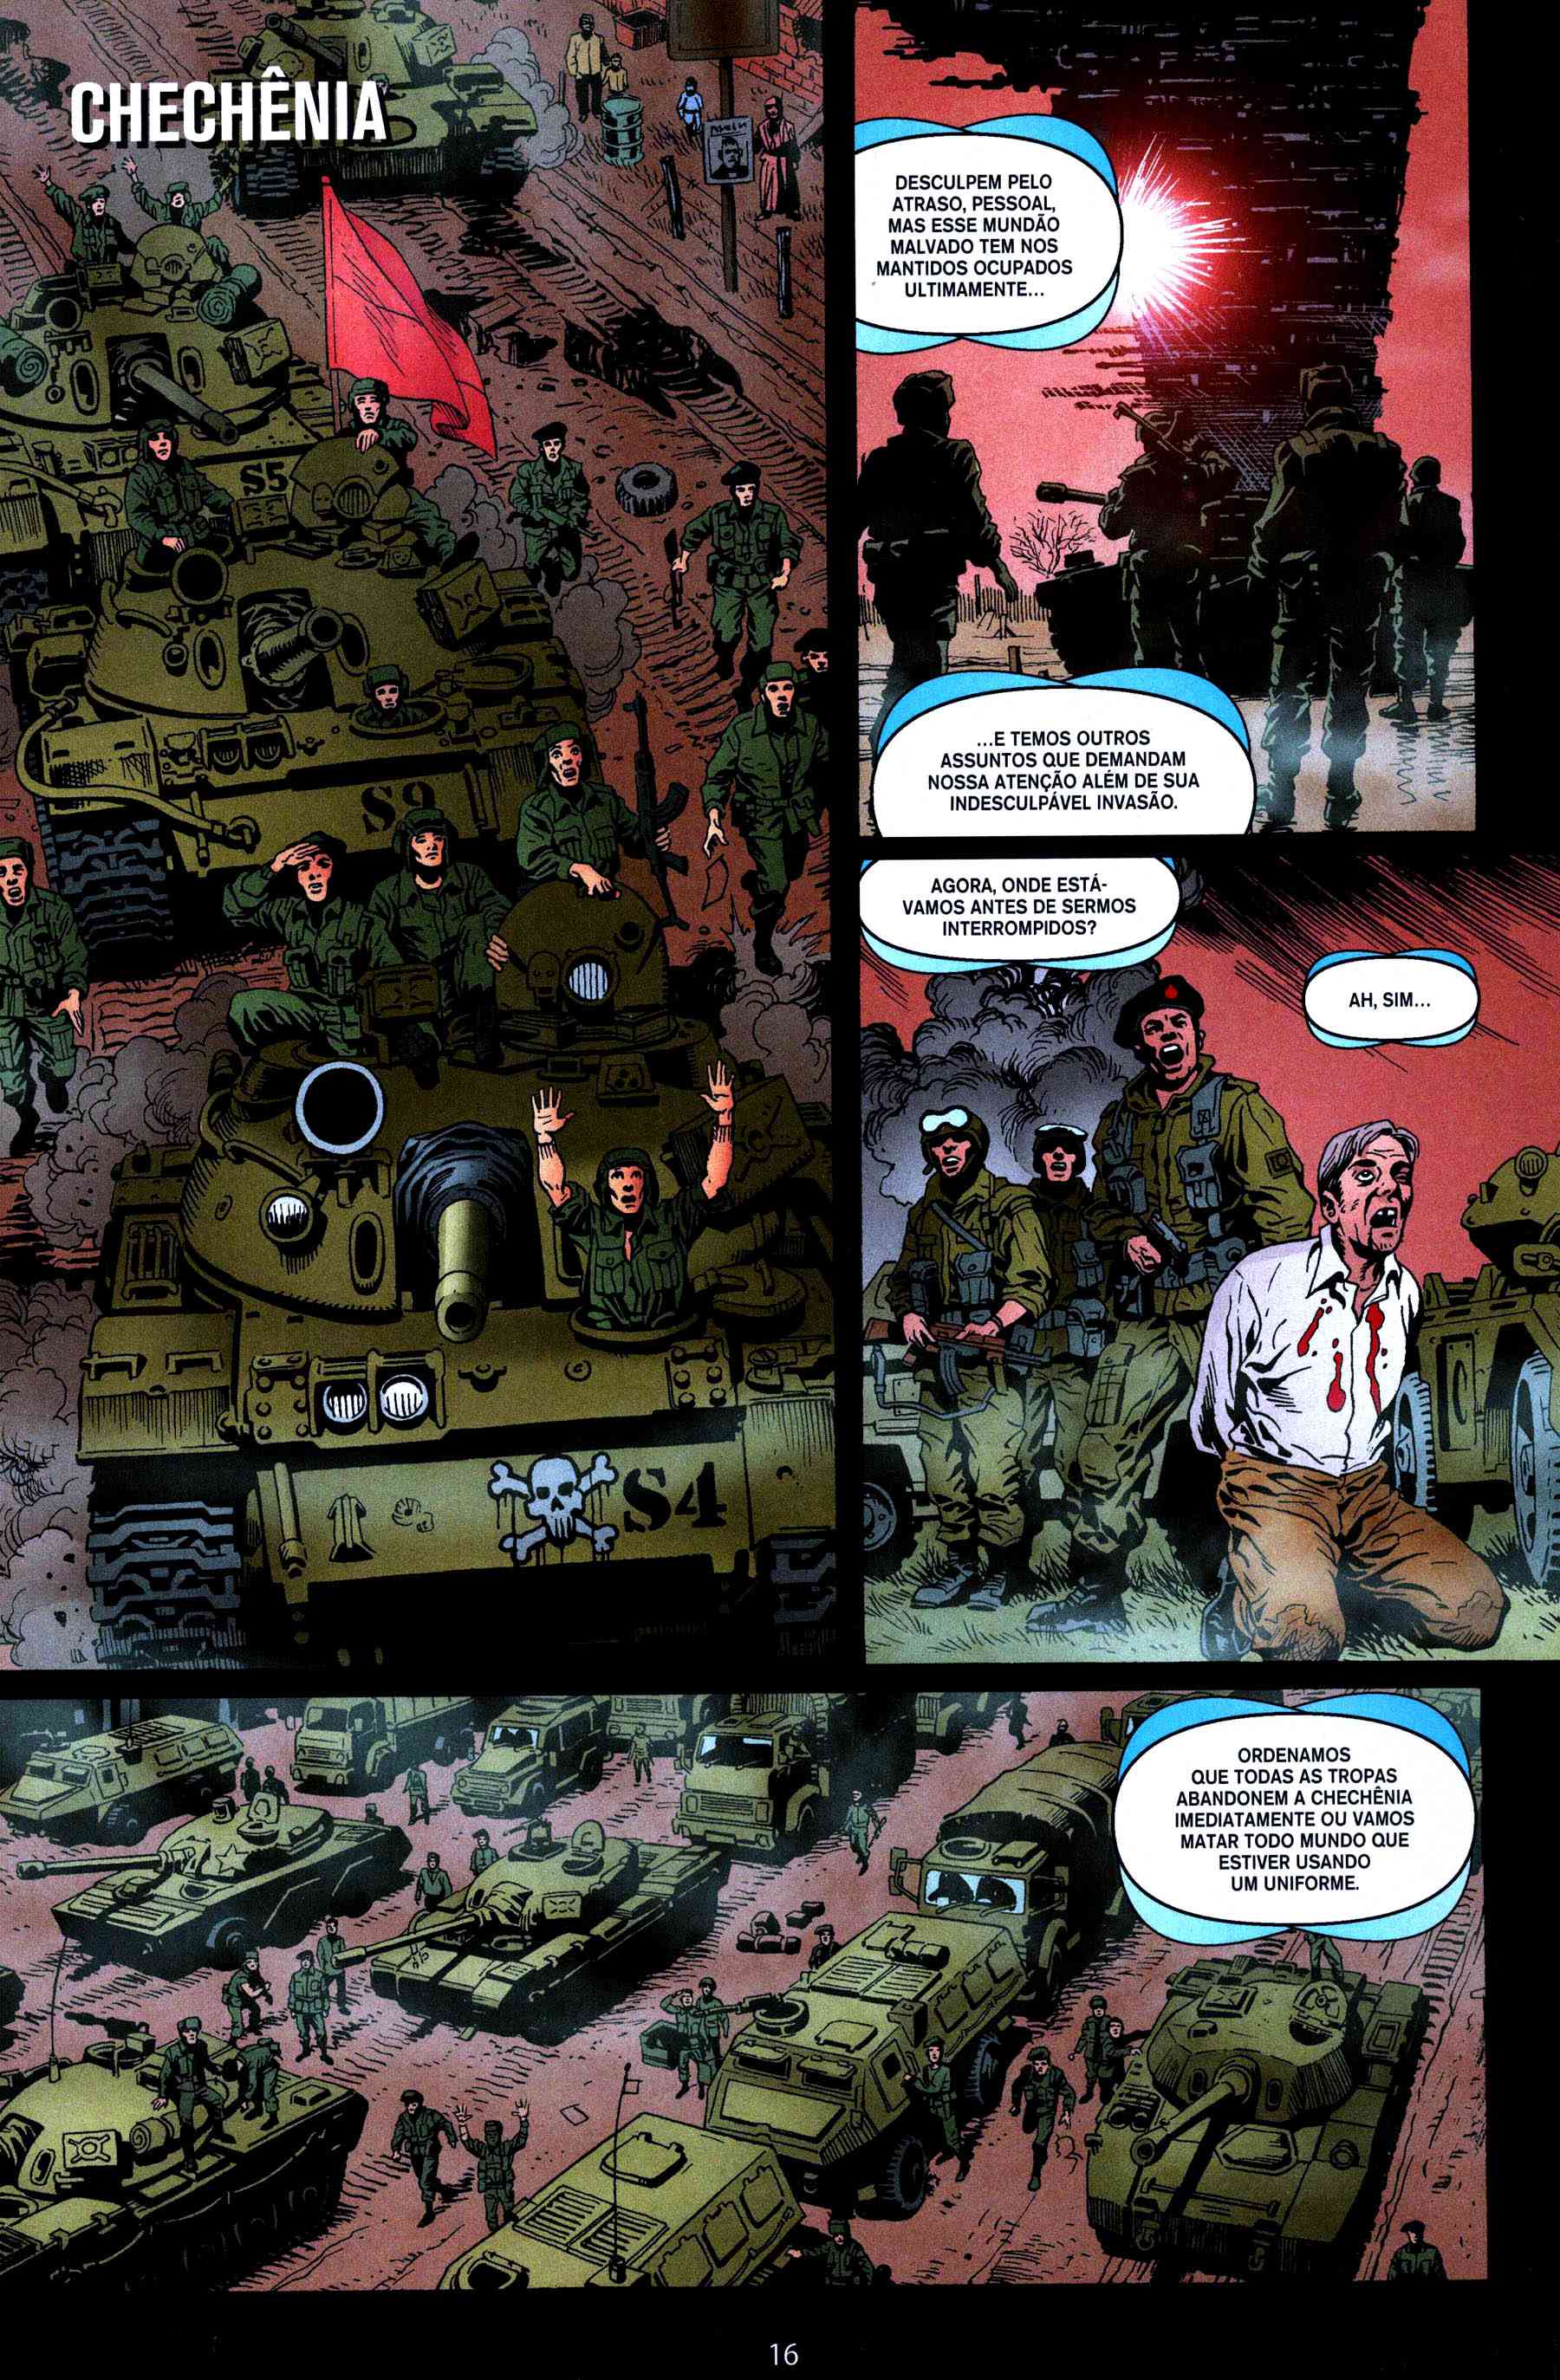 CHECHÊNIA
S5
S9
S4
DESCULPEM PELO
ATRASO, PESSOAL,
MAS ESSE MUNDÃO
MALVADO TEM NOS
MANTIDOS OCUPADOS
ULTIMAMENTE...
...E TEMOS OUTROS
ASSUNTOS QUE DEMANDAM
NOSSA ATENÇÃO ALÉM DE SUA
INDESCULPÁVEL INVASÃO.
AGORA, ONDE ESTÁ-
VAMOS ANTES DE SERMOS
INTERROMPIDOS?
AH, SIM...
ORDENAMOS
QUE TODAS AS TROPAS
ABANDONEM A CHECHÊNIA
IMEDIATAMENTE OU VAMOS
MATAR TODO MUNDO QUE
ESTIVER USANDO
UM UNIFORME.
16